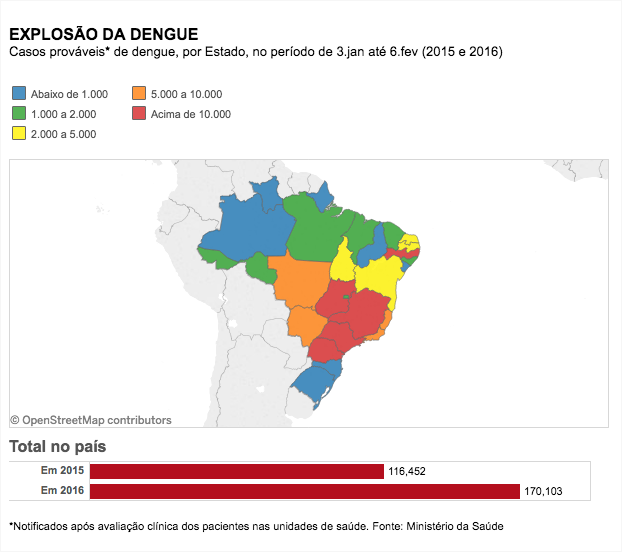 EXPLOSÃO DA DENGUE
Casos prováveis* de dengue, por Estado, no período de 3.jan até 6.fev (2015 e 2016)
Abaixo de 1.000
5.000 a 10.000
1.000 a 2.000
Acima de 10.000
2.000 a 5.000
© OpenStreetMap contributors
Total no país
Em 2015 116,452
Em 2016 170,103
*Notificados após avaliação clínica dos pacientes nas unidades de saúde. Fonte: Ministério da Saúde